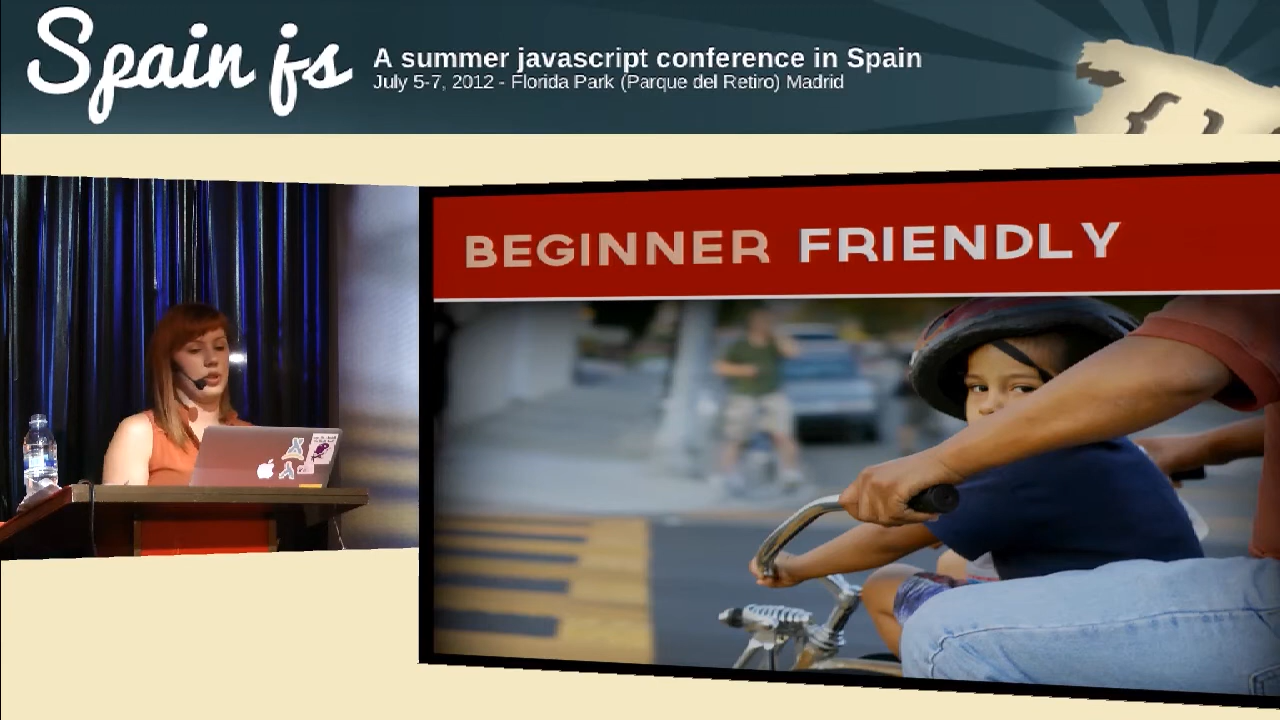 Spain js
A summer javascript conference in Spain
July 5-7, 2012 - Florida Park (Parque del Retiro) Madrid
{ }
BEGINNER FRIENDLY